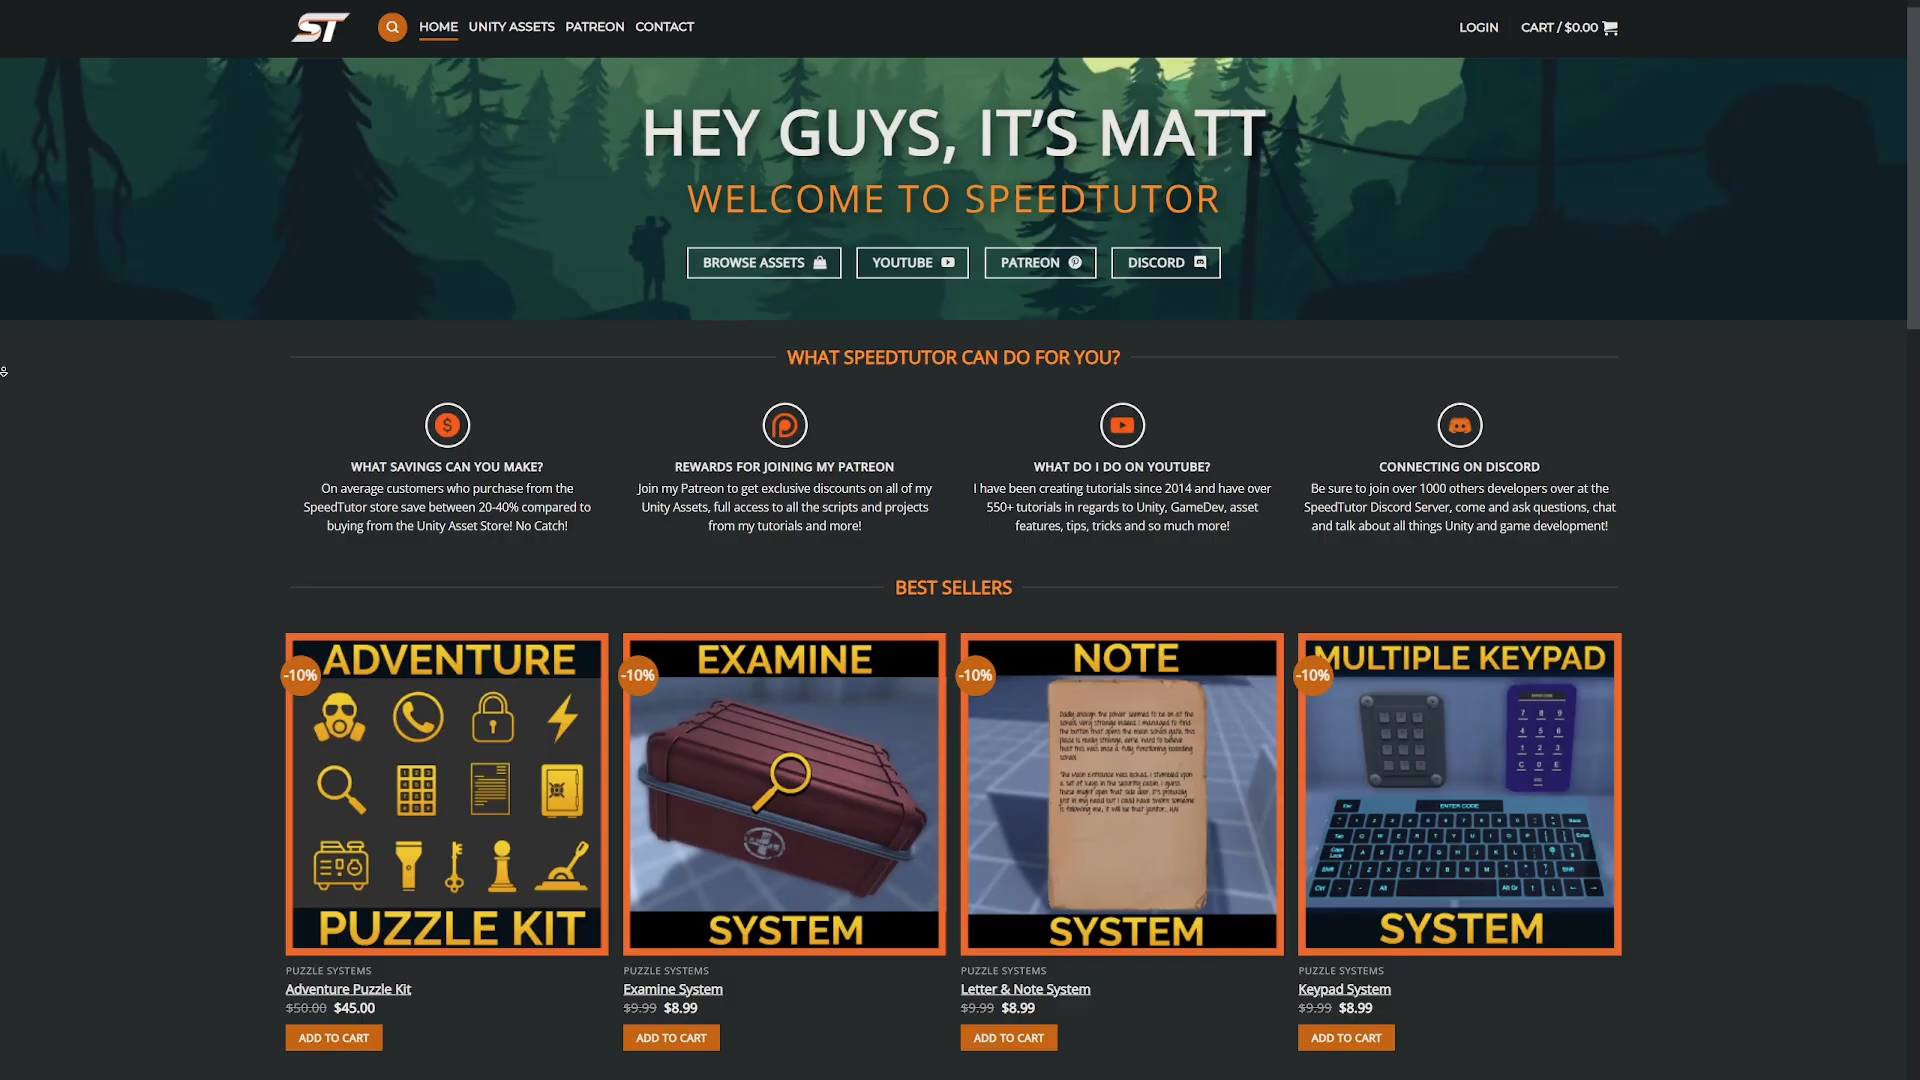 ST
HOME
UNITY ASSETS
PATREON
CONTACT
LOGIN
CART / $0.00
HEY GUYS, IT'S MATT
WELCOME TO SPEEDTUTOR
BROWSE ASSETS
YOUTUBE
PATREON
DISCORD
WHAT SPEEDTUTOR CAN DO FOR YOU?
WHAT SAVINGS CAN YOU MAKE?
On average customers who purchase from the
SpeedTutor store save between 20-40% compared to
buying from the Unity Asset Store! No Catch!
REWARDS FOR JOINING MY PATREON
Join my Patreon to get exclusive discounts on all of my
Unity Assets, full access to all the scripts and projects
from my tutorials and more!
WHAT DO I DO ON YOUTUBE?
I have been creating tutorials since 2014 and have over
550+ tutorials in regards to Unity, GameDev, asset
features, tips, tricks and so much more!
CONNECTING ON DISCORD
Be sure to join over 1000 others developers over at the
SpeedTutor Discord Server, come and ask questions, chat
and talk about all things Unity and game development!
BEST SELLERS
-10%
ADVENTURE
PUZZLE KIT
PUZZLE SYSTEMS
Adventure Puzzle Kit
$50.00 $45.00
ADD TO CART
-10%
EXAMINE
SYSTEM
PUZZLE SYSTEMS
Examine System
$9.99 $8.99
ADD TO CART
-10%
NOTE
SYSTEM
PUZZLE SYSTEMS
Letter & Note System
$9.99 $8.99
ADD TO CART
-10%
MULTIPLE KEYPAD
7 8 9
4 5 6
1 2 3
C 0 E
ENTER CODE
SYSTEM
PUZZLE SYSTEMS
Keypad System
$9.99 $8.99
ADD TO CART